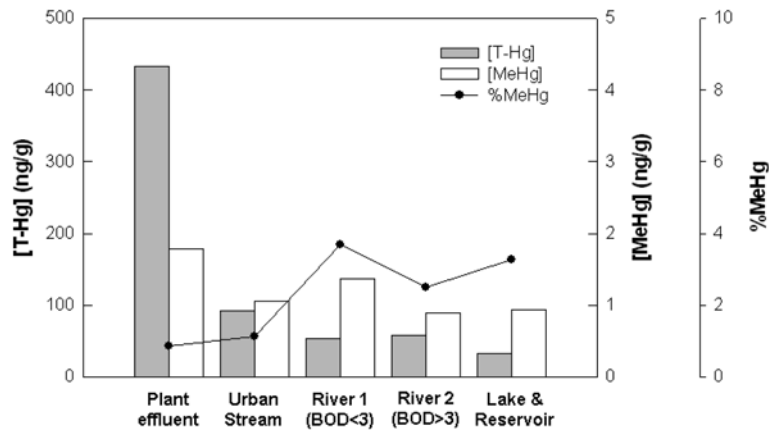 500
400
300
200
100
0
[T-Hg] (ng/g)
[T-Hg]
[MeHg]
%MeHg
5
4
3
2
1
0
[MeHg] (ng/g)
10
8
6
4
2
0
%MeHg
Plant
effluent
Urban
Stream
River 1
(BOD<3)
River 2
(BOD>3)
Lake &
Reservoir